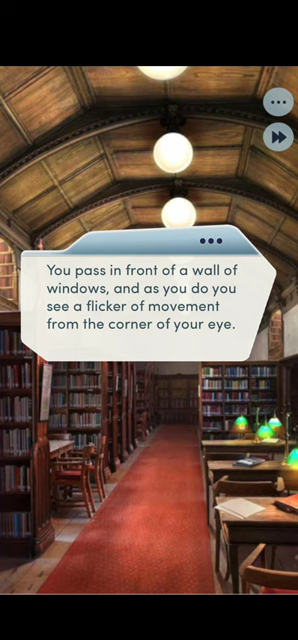 You pass in front of a wall of
windows, and as you do you
see a flicker of movement
from the corner of your eye.